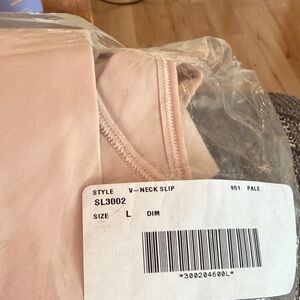 STYLE V-NECK SLIP 951 PALE
SL3002
SIZE L DIM
*300204600L*